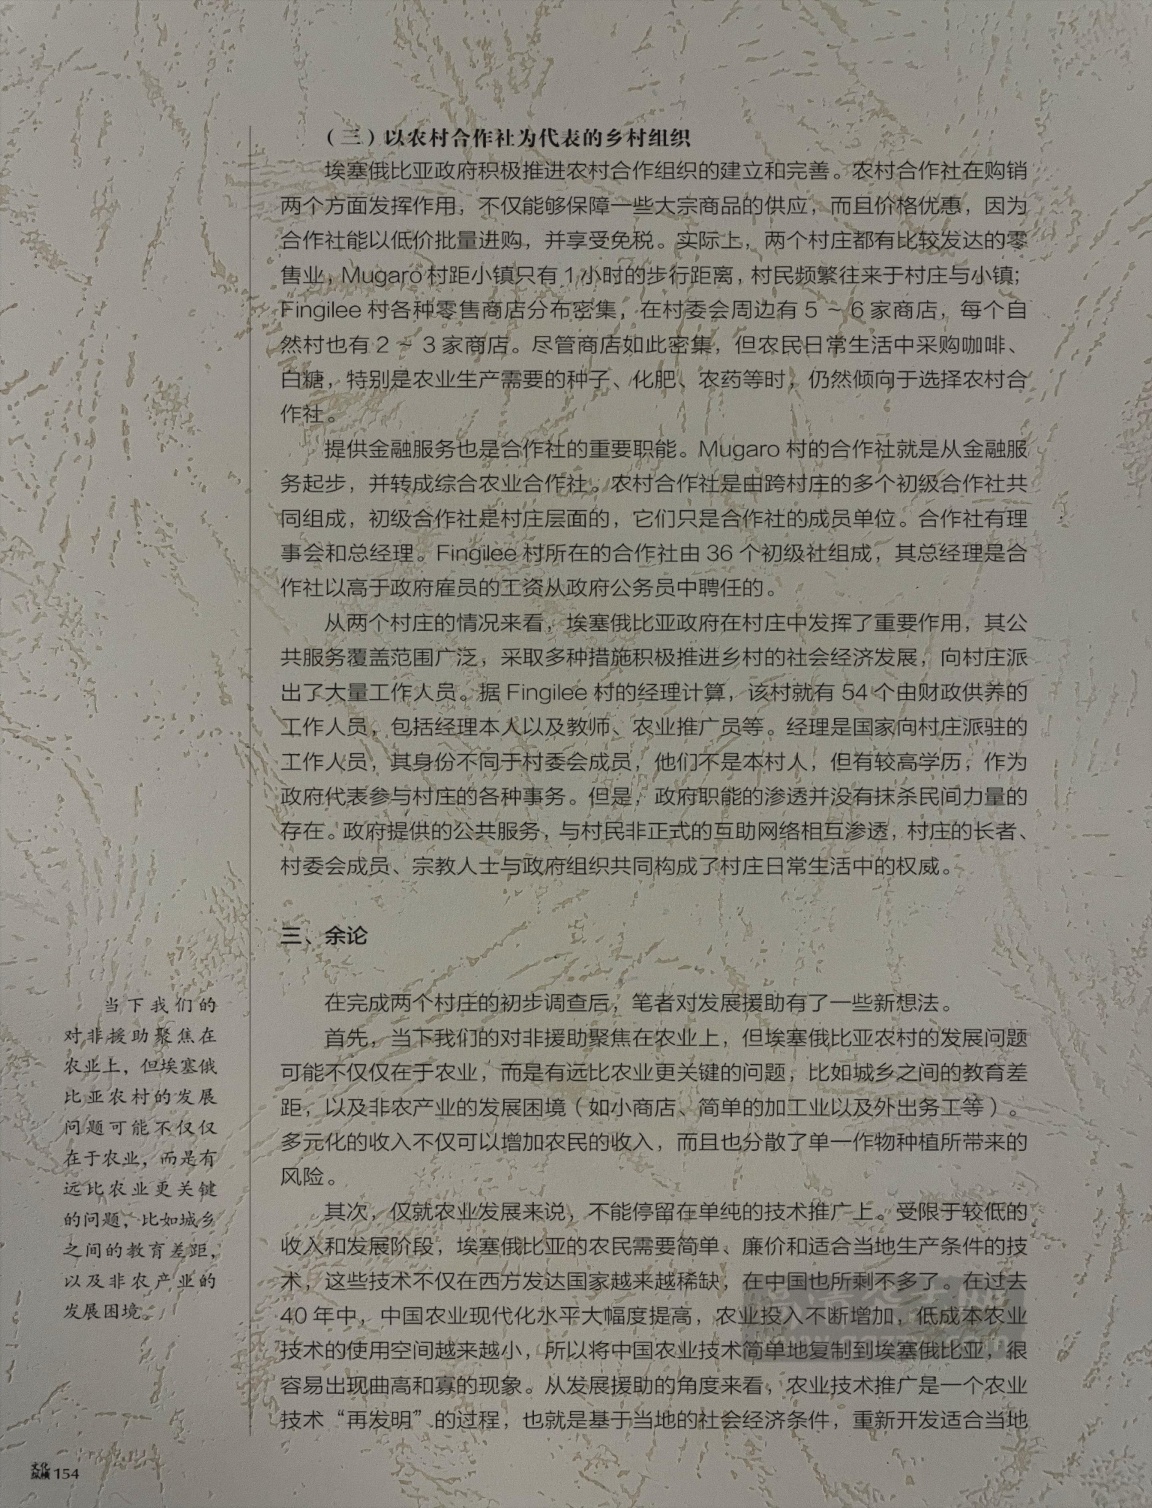 （三）以农村合作社为代表的乡村组织
埃塞俄比亚政府积极推进农村合作组织的建立和完善。农村合作社在购销
两个方面发挥作用，不仅能够保障一些大宗商品的供应，而且价格优惠，因为
合作社能以低价批量进购，并享受免税。实际上，两个村庄都有比较发达的零
售业，Mugaro 村距小镇只有 1 小时的步行距离，村民频繁往来于村庄与小镇；
Fingilee 村各种零售商店分布密集，在村委会周边有 5 ～ 6 家商店，每个自
然村也有 2 ～ 3 家商店。尽管商店如此密集，但农民日常生活中采购咖啡、
白糖，特别是农业生产需要的种子、化肥、农药等时，仍然倾向于选择农村合
作社。
提供金融服务也是合作社的重要职能。Mugaro 村的合作社就是从金融服
务起步，并转成综合农业合作社。农村合作社是由跨村庄的多个初级合作社共
同组成，初级合作社是村庄层面的，它们只是合作社的成员单位。合作社有理
事会和总经理。Fingilee 村所在的合作社由 36 个初级社组成，其总经理是合
作社以高于政府雇员的工资从政府公务员中聘任的。
从两个村庄的情况来看，埃塞俄比亚政府在村庄中发挥了重要作用，其公
共服务覆盖范围广泛，采取多种措施积极推进乡村的社会经济发展，向村庄派
出了大量工作人员。据 Fingilee 村的经理计算，该村就有 54 个由财政供养的
工作人员，包括经理本人以及教师、农业推广员等。经理是国家向村庄派驻的
工作人员，其身份不同于村委会成员，他们不是本村人，但有较高学历，作为
政府代表参与村庄的各种事务。但是，政府职能的渗透并没有抹杀民间力量的
存在。政府提供的公共服务，与村民非正式的互助网络相互渗透，村庄的长者、
村委会成员、宗教人士与政府组织共同构成了村庄日常生活中的权威。
三、余论
在完成两个村庄的初步调查后，笔者对发展援助有了一些新想法。
首先，当下我们的对非援助聚焦在农业上，但埃塞俄比亚农村的发展问题
可能不仅仅在于农业，而是有远比农业更关键的问题，比如城乡之间的教育差
距，以及非农产业的发展困境（如小商店、简单的加工业以及外出务工等）。
多元化的收入不仅可以增加农民的收入，而且也分散了单一作物种植所带来的
风险。
其次，仅就农业发展来说，不能停留在单纯的技术推广上。受限于较低的
收入和发展阶段，埃塞俄比亚的农民需要简单、廉价和适合当地生产条件的技
术，这些技术不仅在西方发达国家越来越稀缺，在中国也所剩不多了。在过去
40 年中，中国农业现代化水平大幅度提高，农业投入不断增加，低成本农业
技术的使用空间越来越小，所以将中国农业技术简单地复制到埃塞俄比亚，很
容易出现曲高和寡的现象。从发展援助的角度来看，农业技术推广是一个农业
技术“再发明”的过程，也就是基于当地的社会经济条件，重新开发适合当地
当下我们的
对非援助聚焦在
农业上，但埃塞俄
比亚农村的发展
问题可能不仅仅
在于农业，而是有
远比农业更关键
的问题，比如城乡
之间的教育差距，
以及非农产业的
发展困境。
文化
纵横 154